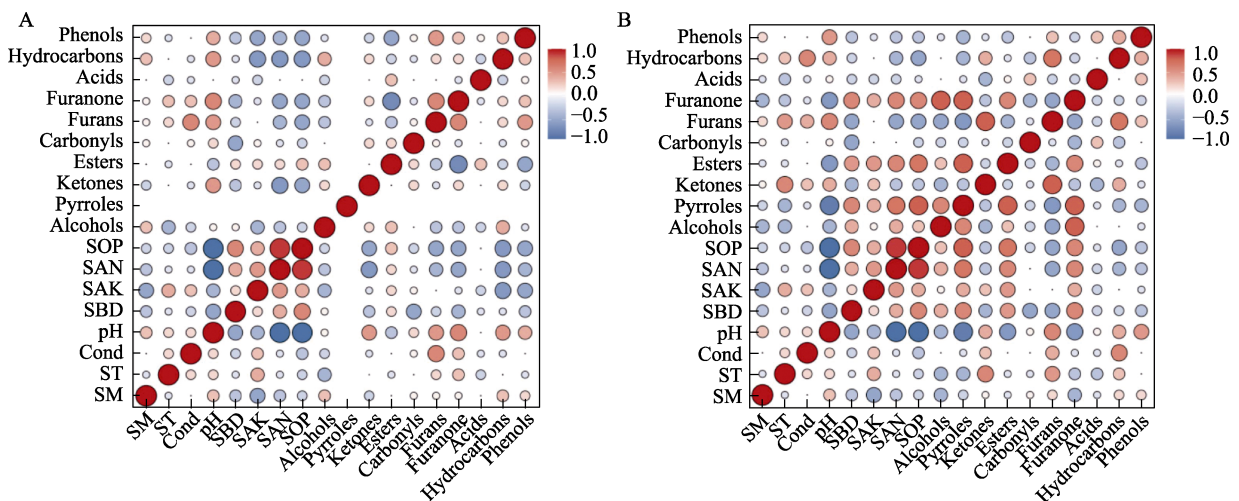 A
Phenols
Hydrocarbons
Acids
Furanone
Furans
Carbonyls
Esters
Ketones
Pyrroles
Alcohols
SOP
SAN
SAK
SBD
pH
Cond
ST
SM
SM
ST
Cond
pH
SBD
SAK
SAN
SOP
Alcohols
Pyrroles
Ketones
Esters
Carbonyls
Furans
Furanone
Acids
Hydrocarbons
Phenols
1.0
0.5
0.0
−0.5
−1.0
B
Phenols
Hydrocarbons
Acids
Furanone
Furans
Carbonyls
Esters
Ketones
Pyrroles
Alcohols
SOP
SAN
SAK
SBD
pH
Cond
ST
SM
SM
ST
Cond
pH
SBD
SAK
SAN
SOP
Alcohols
Pyrroles
Ketones
Esters
Carbonyls
Furans
Furanone
Acids
Hydrocarbons
Phenols
1.0
0.5
0.0
−0.5
−1.0